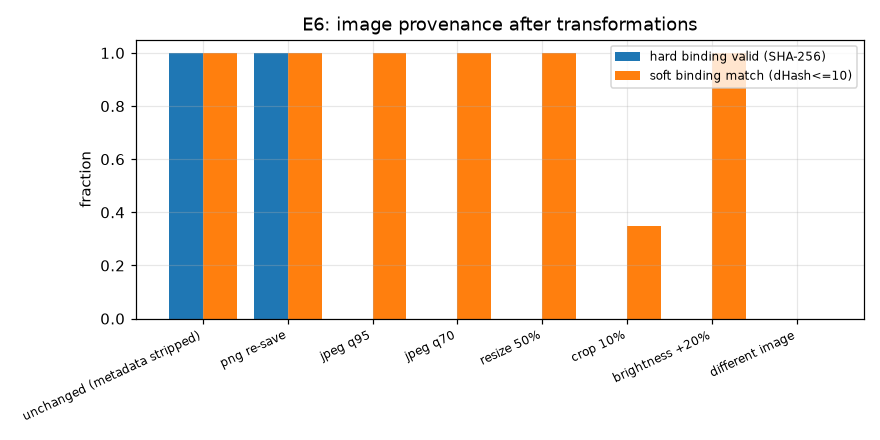 E6: image provenance after transformations
hard binding valid (SHA-256)
soft binding match (dHash<=10)
fraction
1.0
0.8
0.6
0.4
0.2
0.0
unchanged (metadata stripped)
png re-save
jpeg q95
jpeg q70
resize 50%
crop 10%
brightness +20%
different image